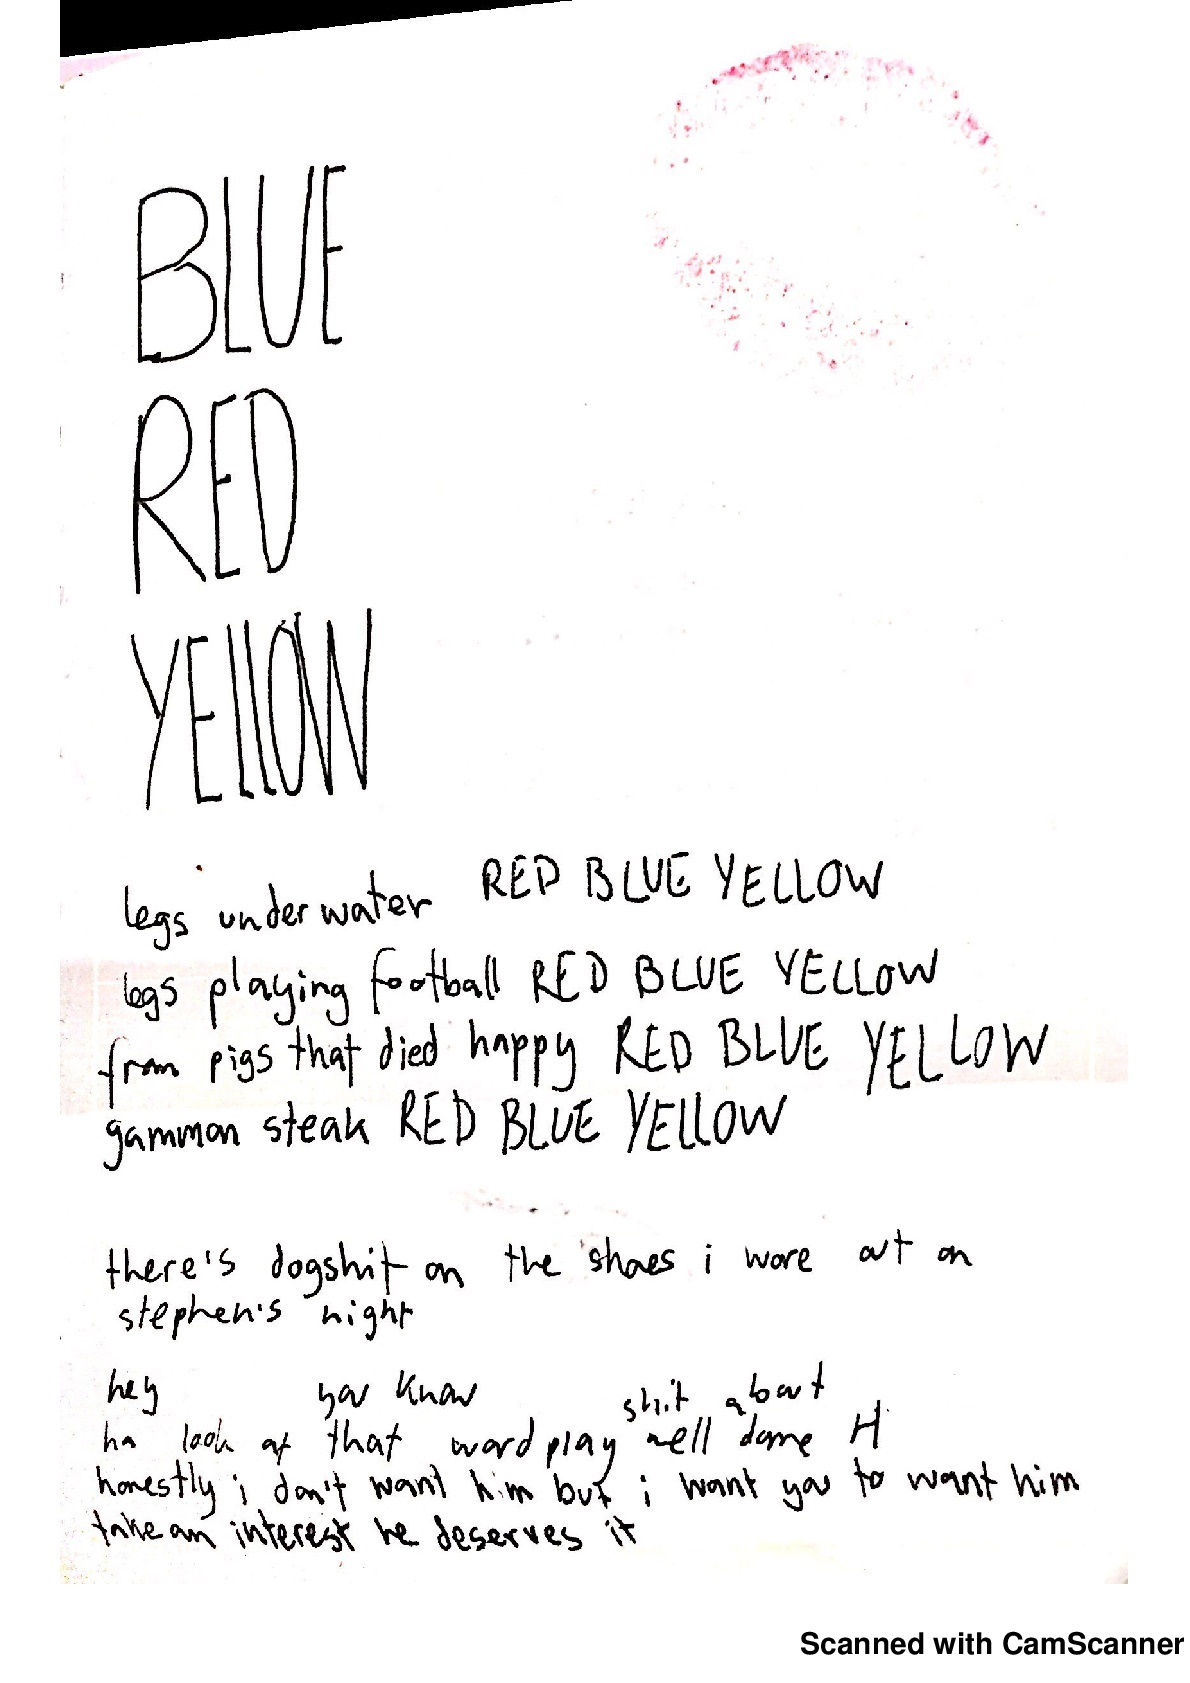 BLUE
RED
YELLOW
legs underwater RED BLUE YELLOW
legs playing football RED BLUE YELLOW
from pigs that died happy RED BLUE YELLOW
gammon steak RED BLUE YELLOW
there's dogshit on the shoes i wore out on
stephen's night
hey you know shit about
ha look at that wordplay well done H
honestly i don't want him but i want you to want him
take an interest he deserves it
Scanned with CamScanner